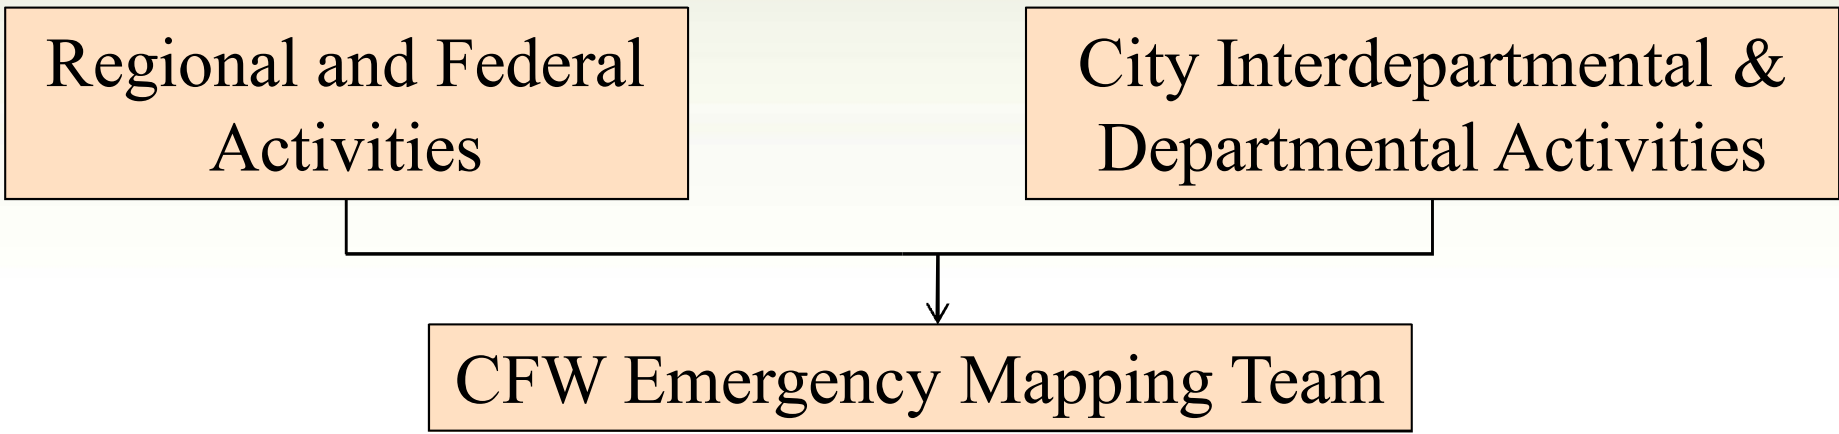 Regional and Federal
Activities
City Interdepartmental &
Departmental Activities
CFW Emergency Mapping Team